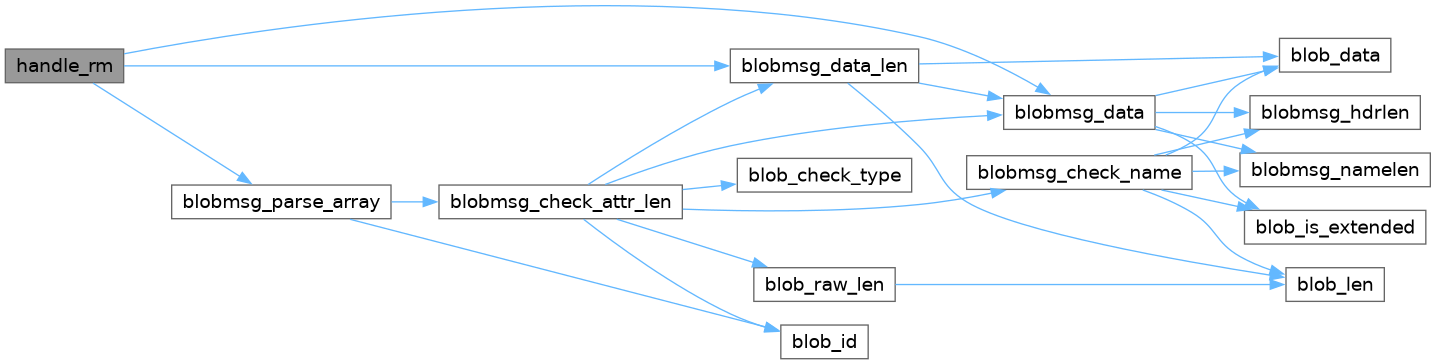 handle_rm
blobmsg_parse_array
blobmsg_check_attr_len
blobmsg_data_len
blob_check_type
blob_raw_len
blob_id
blobmsg_data
blobmsg_check_name
blob_data
blobmsg_hdrlen
blobmsg_namelen
blob_is_extended
blob_len